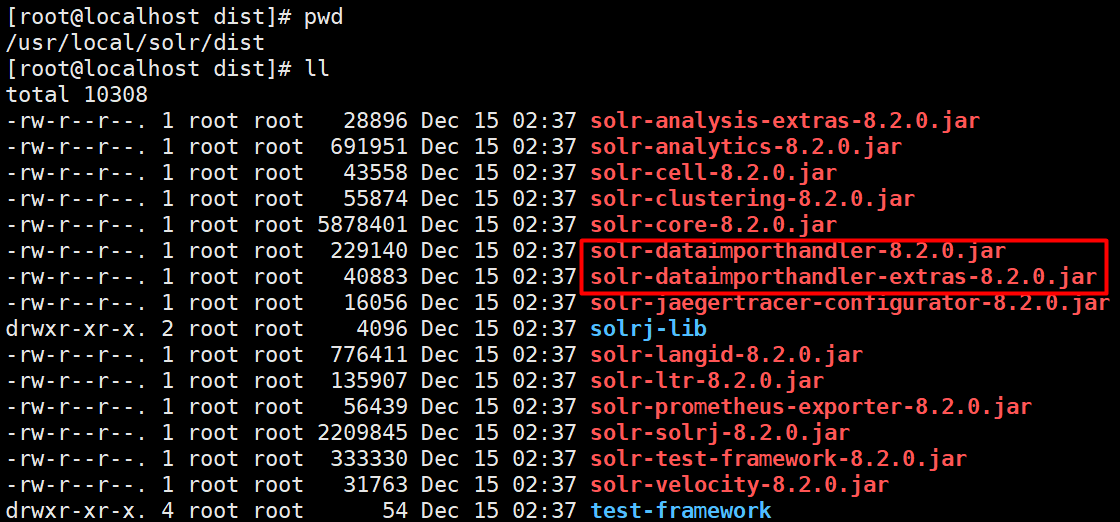 [root@localhost dist]# pwd
/usr/local/solr/dist
[root@localhost dist]# ll
total 10308
-rw-r--r--. 1 root root   28896 Dec 15 02:37 solr-analysis-extras-8.2.0.jar
-rw-r--r--. 1 root root  691951 Dec 15 02:37 solr-analytics-8.2.0.jar
-rw-r--r--. 1 root root   43558 Dec 15 02:37 solr-cell-8.2.0.jar
-rw-r--r--. 1 root root   55874 Dec 15 02:37 solr-clustering-8.2.0.jar
-rw-r--r--. 1 root root 5878401 Dec 15 02:37 solr-core-8.2.0.jar
-rw-r--r--. 1 root root  229140 Dec 15 02:37 solr-dataimporthandler-8.2.0.jar
-rw-r--r--. 1 root root   40883 Dec 15 02:37 solr-dataimporthandler-extras-8.2.0.jar
-rw-r--r--. 1 root root   16056 Dec 15 02:37 solr-jaegertracer-configurator-8.2.0.jar
drwxr-xr-x. 2 root root    4096 Dec 15 02:37 solrj-lib
-rw-r--r--. 1 root root  776411 Dec 15 02:37 solr-langid-8.2.0.jar
-rw-r--r--. 1 root root  135907 Dec 15 02:37 solr-ltr-8.2.0.jar
-rw-r--r--. 1 root root   56439 Dec 15 02:37 solr-prometheus-exporter-8.2.0.jar
-rw-r--r--. 1 root root 2209845 Dec 15 02:37 solr-solrj-8.2.0.jar
-rw-r--r--. 1 root root  333330 Dec 15 02:37 solr-test-framework-8.2.0.jar
-rw-r--r--. 1 root root   31763 Dec 15 02:37 solr-velocity-8.2.0.jar
drwxr-xr-x. 4 root root      54 Dec 15 02:37 test-framework